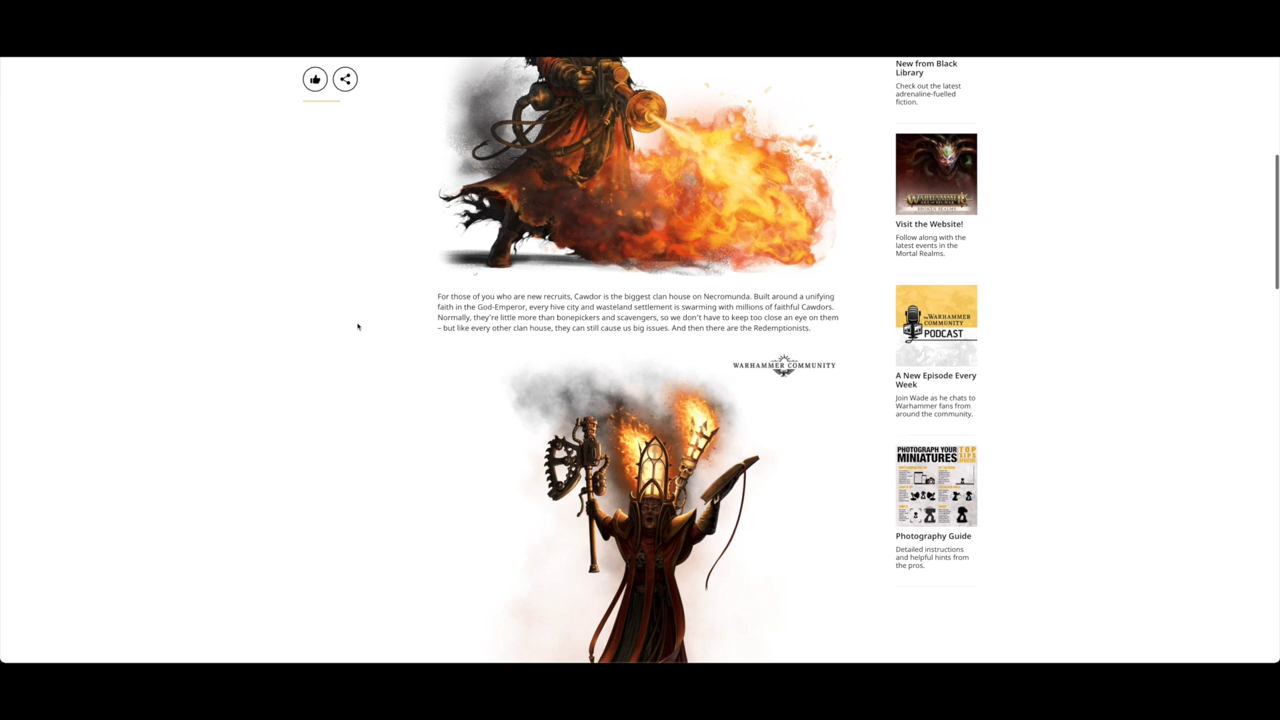 For those of you who are new recruits, Cawdor is the biggest clan house on Necromunda. Built around a unifying
faith in the God-Emperor, every hive city and wasteland settlement is swarming with millions of faithful Cawdors.
Normally, they're little more than bonepickers and scavengers, so we don't have to keep too close an eye on them
– but like every other clan house, they can still cause us big issues. And then there are the Redemptionists.
WARHAMMER COMMUNITY
New from Black
Library
Check out the latest
adrenaline-fuelled
fiction.
WARHAMMER
Visit the Website!
Follow along with the
latest events in the
Mortal Realms.
THE WARHAMMER
COMMUNITY
PODCAST
A New Episode Every
Week
Join Wade as he chats to
Warhammer fans from
around the community.
PHOTOGRAPH YOUR
MINIATURES
TOP
TIPS
Photography Guide
Detailed instructions
and helpful hints from
the pros.